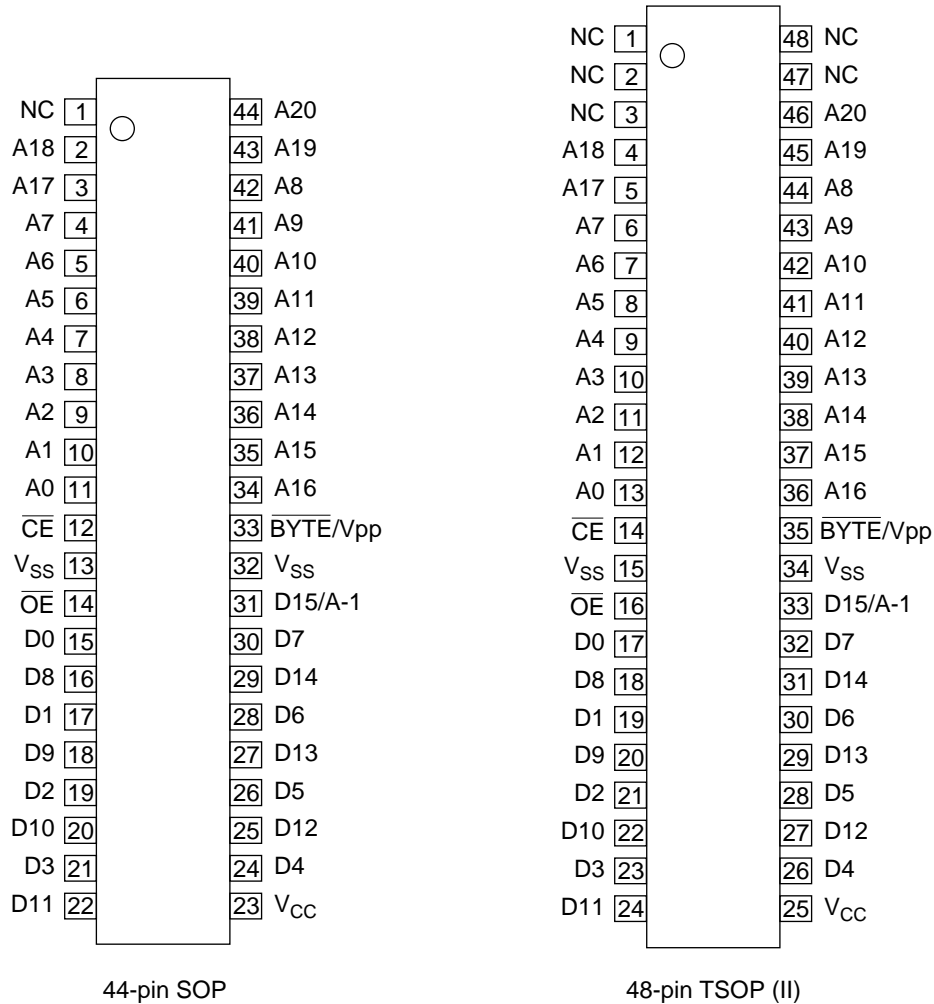 NC 1 44 A20
A18 2 43 A19
A17 3 42 A8
A7 4 41 A9
A6 5 40 A10
A5 6 39 A11
A4 7 38 A12
A3 8 37 A13
A2 9 36 A14
A1 10 35 A15
A0 11 34 A16
C̅E̅ 12 33 B̅Y̅T̅E̅/Vpp
VSS 13 32 VSS
O̅E̅ 14 31 D15/A-1
D0 15 30 D7
D8 16 29 D14
D1 17 28 D6
D9 18 27 D13
D2 19 26 D5
D10 20 25 D12
D3 21 24 D4
D11 22 23 VCC
44-pin SOP
NC 1 48 NC
NC 2 47 NC
NC 3 46 A20
A18 4 45 A19
A17 5 44 A8
A7 6 43 A9
A6 7 42 A10
A5 8 41 A11
A4 9 40 A12
A3 10 39 A13
A2 11 38 A14
A1 12 37 A15
A0 13 36 A16
C̅E̅ 14 35 B̅Y̅T̅E̅/Vpp
VSS 15 34 VSS
O̅E̅ 16 33 D15/A-1
D0 17 32 D7
D8 18 31 D14
D1 19 30 D6
D9 20 29 D13
D2 21 28 D5
D10 22 27 D12
D3 23 26 D4
D11 24 25 VCC
48-pin TSOP (II)